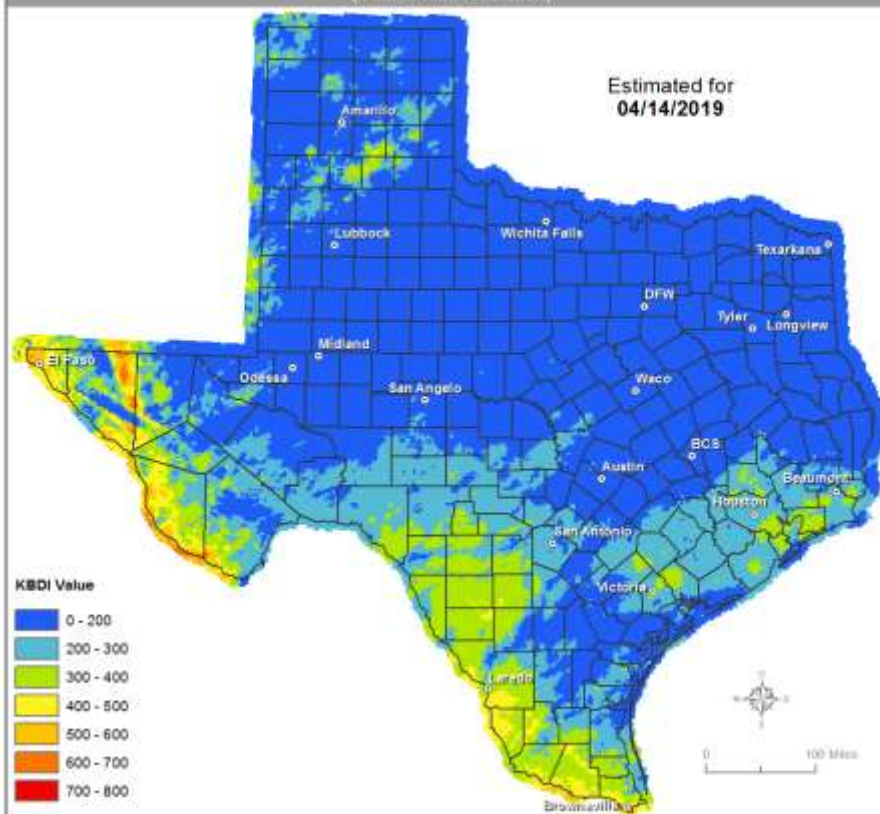 Estimated for
04/14/2019
Amarillo
Lubbock
Wichita Falls
Texarkana
DFW
Tyler
Longview
Midland
El Paso
Odessa
San Angelo
Waco
BCS
Austin
Beaumont
Houston
San Antonio
Victoria
KBDI Value
0 - 200
200 - 300
300 - 400
400 - 500
500 - 600
600 - 700
700 - 800
Laredo
0 100 Miles
Brownsville